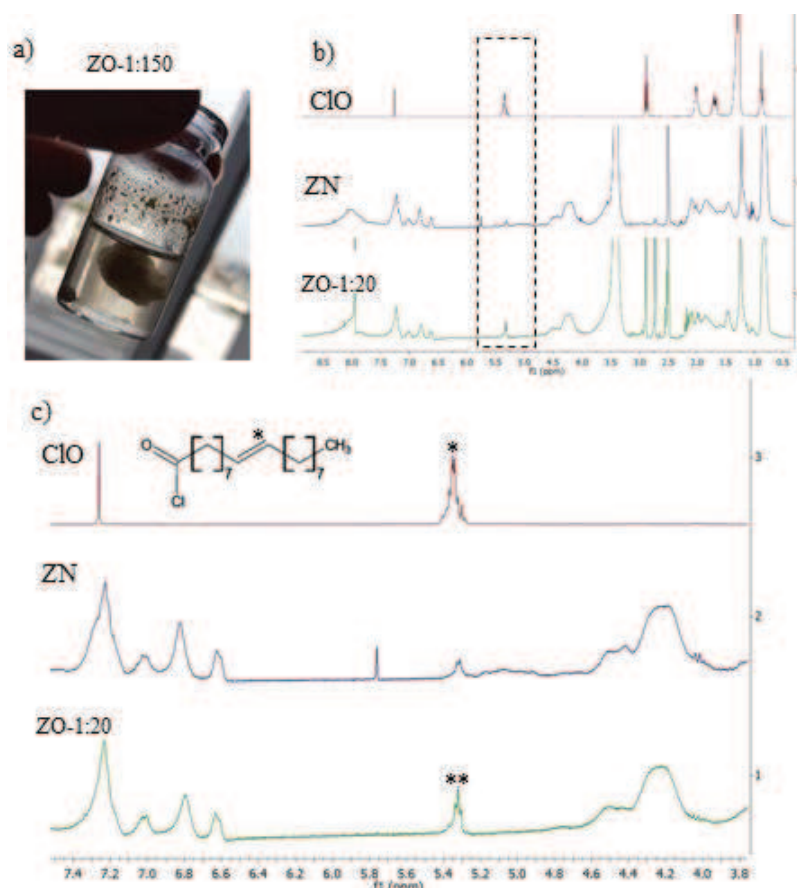 a)
ZO-1:150
b)
ClO
ZN
ZO-1:20
8.5 8.0 7.5 7.0 6.5 6.0 5.5 5.0 4.5 4.0 3.5 3.0 2.5 2.0 1.5 1.0 0.5
f1 (ppm)
c)
ClO
O
Cl
7
*
7
CH₃
*
3
ZN
2
ZO-1:20
**
1
7.4 7.2 7.0 6.8 6.6 6.4 6.2 6.0 5.8 5.6 5.4 5.2 5.0 4.8 4.6 4.4 4.2 4.0 3.8
f1 (ppm)